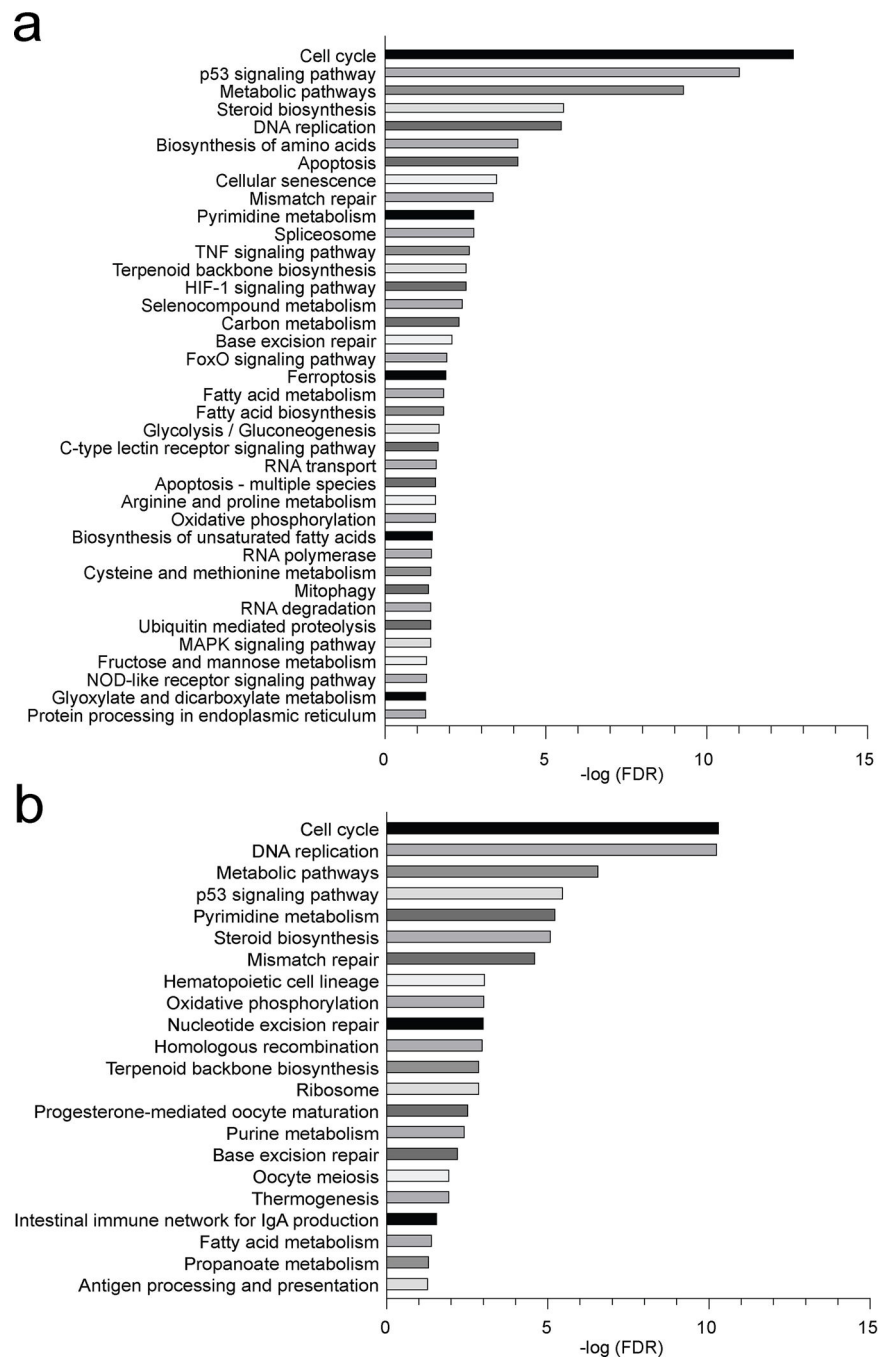 a
Cell cycle
p53 signaling pathway
Metabolic pathways
Steroid biosynthesis
DNA replication
Biosynthesis of amino acids
Apoptosis
Cellular senescence
Mismatch repair
Pyrimidine metabolism
Spliceosome
TNF signaling pathway
Terpenoid backbone biosynthesis
HIF-1 signaling pathway
Selenocompound metabolism
Carbon metabolism
Base excision repair
FoxO signaling pathway
Ferroptosis
Fatty acid metabolism
Fatty acid biosynthesis
Glycolysis / Gluconeogenesis
C-type lectin receptor signaling pathway
RNA transport
Apoptosis - multiple species
Arginine and proline metabolism
Oxidative phosphorylation
Biosynthesis of unsaturated fatty acids
RNA polymerase
Cysteine and methionine metabolism
Mitophagy
RNA degradation
Ubiquitin mediated proteolysis
MAPK signaling pathway
Fructose and mannose metabolism
NOD-like receptor signaling pathway
Glyoxylate and dicarboxylate metabolism
Protein processing in endoplasmic reticulum
0 5 10 15
-log (FDR)
b
Cell cycle
DNA replication
Metabolic pathways
p53 signaling pathway
Pyrimidine metabolism
Steroid biosynthesis
Mismatch repair
Hematopoietic cell lineage
Oxidative phosphorylation
Nucleotide excision repair
Homologous recombination
Terpenoid backbone biosynthesis
Ribosome
Progesterone-mediated oocyte maturation
Purine metabolism
Base excision repair
Oocyte meiosis
Thermogenesis
Intestinal immune network for IgA production
Fatty acid metabolism
Propanoate metabolism
Antigen processing and presentation
0 5 10 15
-log (FDR)